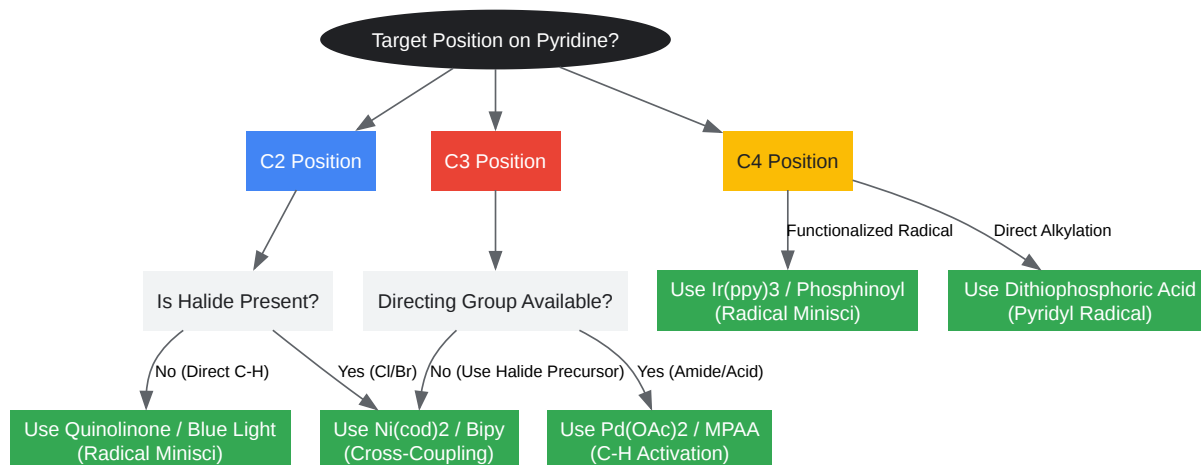 Target Position on Pyridine?
C2 Position
C3 Position
C4 Position
Functionalized Radical
Direct Alkylation
Is Halide Present?
Directing Group Available?
Use Ir(ppy)3 / Phosphinoyl
(Radical Minisci)
Use Dithiophosphoric Acid
(Pyridyl Radical)
No (Direct C-H)
Yes (Cl/Br)
No (Use Halide Precursor)
Yes (Amide/Acid)
Use Quinolinone / Blue Light
(Radical Minisci)
Use Ni(cod)2 / Bipy
(Cross-Coupling)
Use Pd(OAc)2 / MPAA
(C-H Activation)